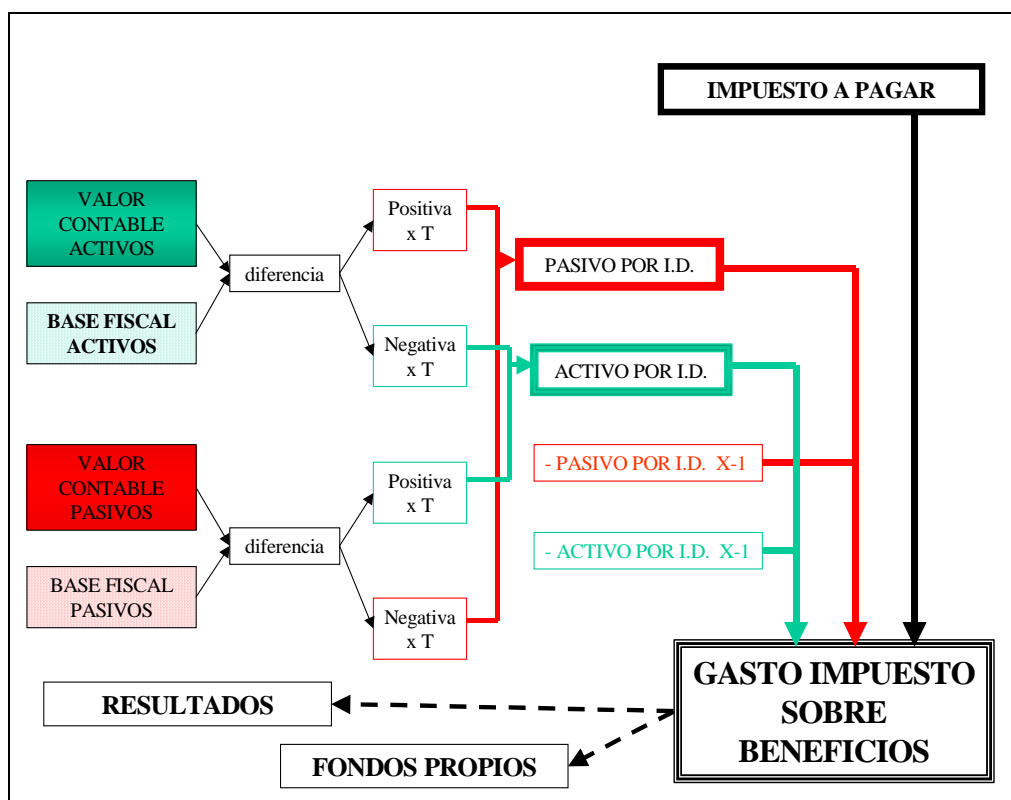 IMPUESTO A PAGAR
VALOR
CONTABLE
ACTIVOS
BASE FISCAL
ACTIVOS
diferencia
Positiva
x T
Negativa
x T
PASIVO POR I.D.
ACTIVO POR I.D.
VALOR
CONTABLE
PASIVOS
BASE FISCAL
PASIVOS
diferencia
Positiva
x T
Negativa
x T
- PASIVO POR I.D. X-1
- ACTIVO POR I.D. X-1
GASTO IMPUESTO
SOBRE
BENEFICIOS
RESULTADOS
FONDOS PROPIOS